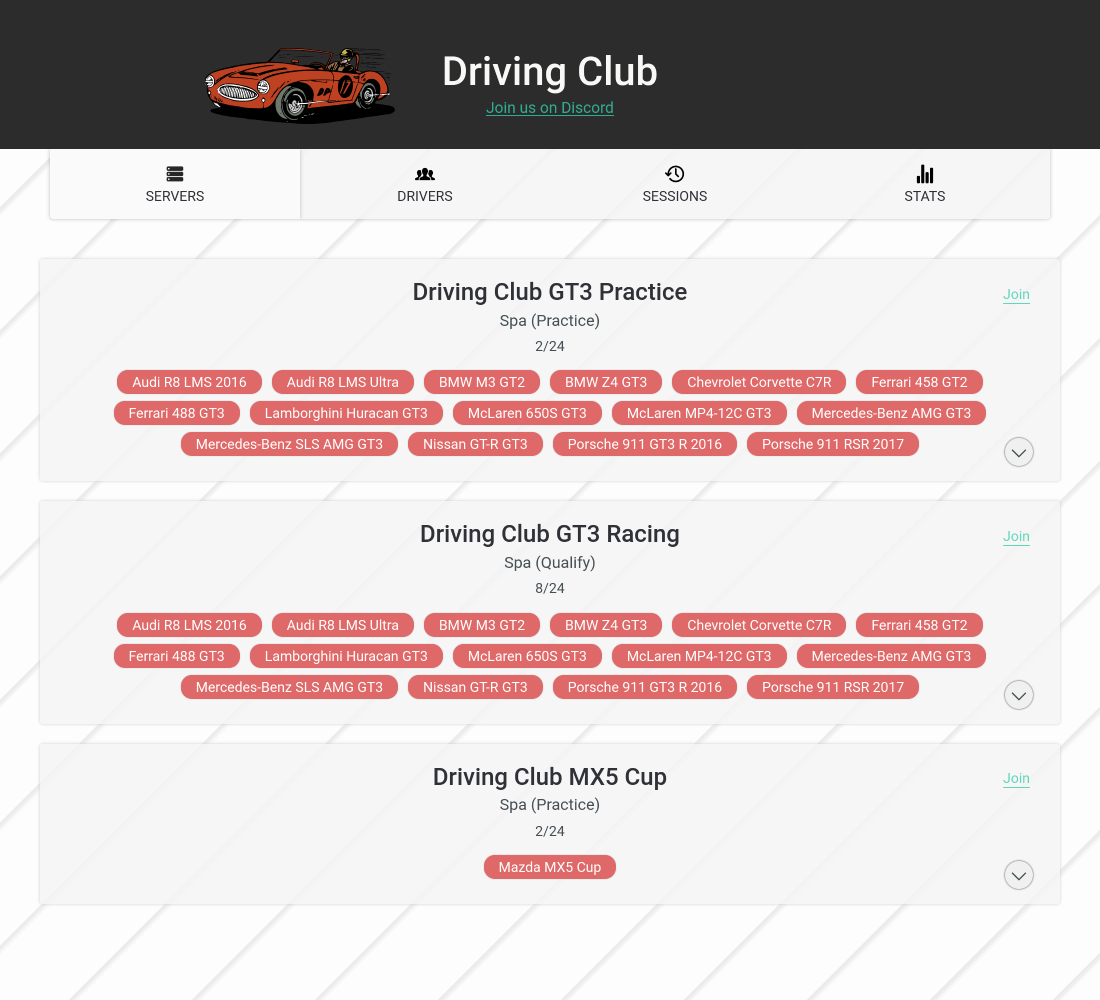 17
Driving Club
Join us on Discord
SERVERS
DRIVERS
SESSIONS
STATS
Driving Club GT3 Practice
Join
Spa (Practice)
2/24
Audi R8 LMS 2016 Audi R8 LMS Ultra BMW M3 GT2 BMW Z4 GT3 Chevrolet Corvette C7R Ferrari 458 GT2
Ferrari 488 GT3 Lamborghini Huracan GT3 McLaren 650S GT3 McLaren MP4-12C GT3 Mercedes-Benz AMG GT3
Mercedes-Benz SLS AMG GT3 Nissan GT-R GT3 Porsche 911 GT3 R 2016 Porsche 911 RSR 2017
Driving Club GT3 Racing
Join
Spa (Qualify)
8/24
Audi R8 LMS 2016 Audi R8 LMS Ultra BMW M3 GT2 BMW Z4 GT3 Chevrolet Corvette C7R Ferrari 458 GT2
Ferrari 488 GT3 Lamborghini Huracan GT3 McLaren 650S GT3 McLaren MP4-12C GT3 Mercedes-Benz AMG GT3
Mercedes-Benz SLS AMG GT3 Nissan GT-R GT3 Porsche 911 GT3 R 2016 Porsche 911 RSR 2017
Driving Club MX5 Cup
Join
Spa (Practice)
2/24
Mazda MX5 Cup